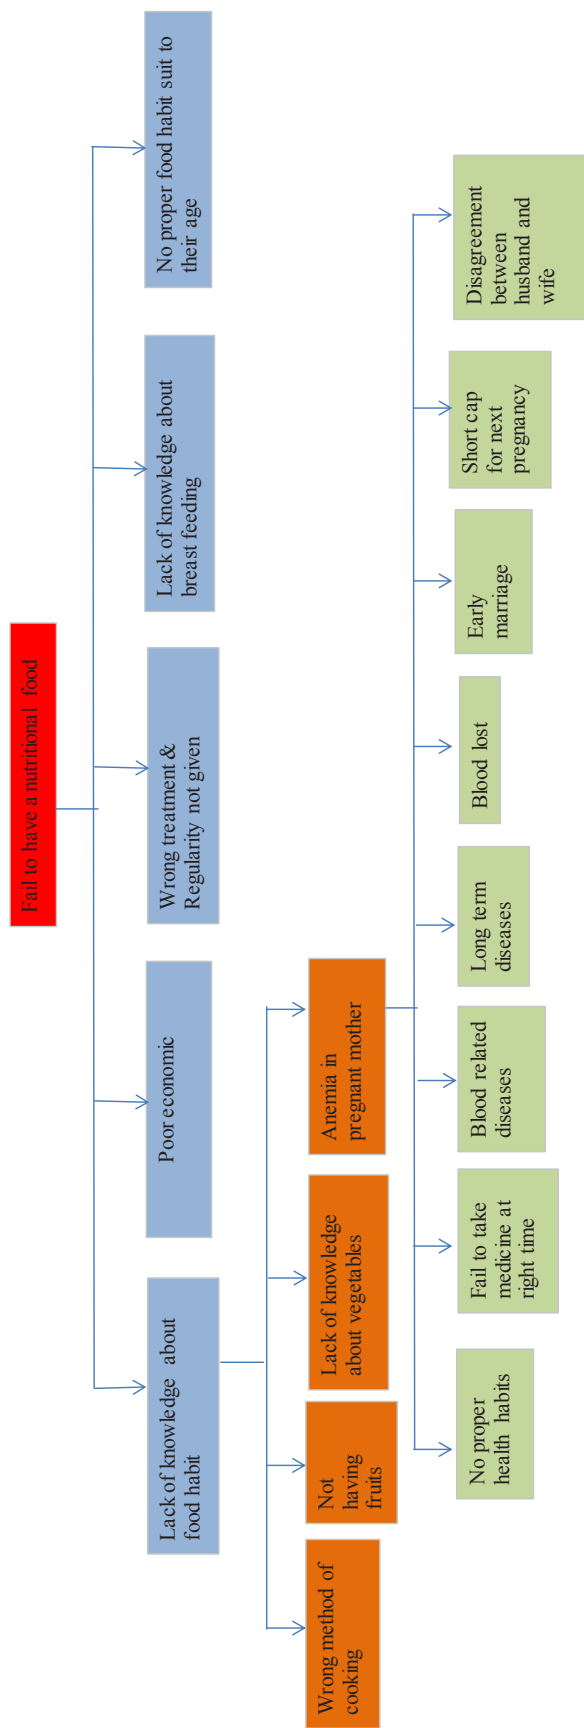 Fail to have a nutritional food
Lack of knowledge about
food habit
Poor economic
Wrong treatment &
Regularity not given
Lack of knowledge about
breast feeding
No proper food habit suit to
their age
Wrong method of
cooking
Not
having
fruits
Lack of knowledge
about vegetables
Anemia in
pregnant mother
No proper
health habits
Fail to take
medicine at
right time
Blood related
diseases
Long term
diseases
Blood lost
Early
marriage
Short cap
for next
pregnancy
Disagreement
between
husband and
wife